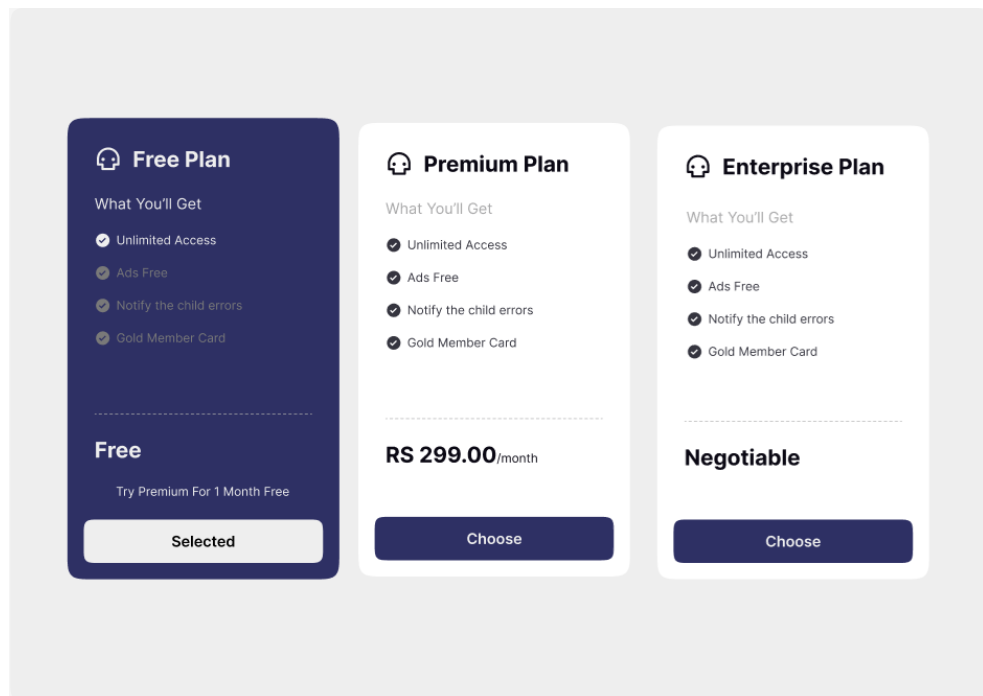 Free Plan
What You'll Get
Unlimited Access
Ads Free
Notify the child errors
Gold Member Card
Free
Try Premium For 1 Month Free
Selected
Premium Plan
What You'll Get
Unlimited Access
Ads Free
Notify the child errors
Gold Member Card
RS 299.00/month
Choose
Enterprise Plan
What You'll Get
Unlimited Access
Ads Free
Notify the child errors
Gold Member Card
Negotiable
Choose